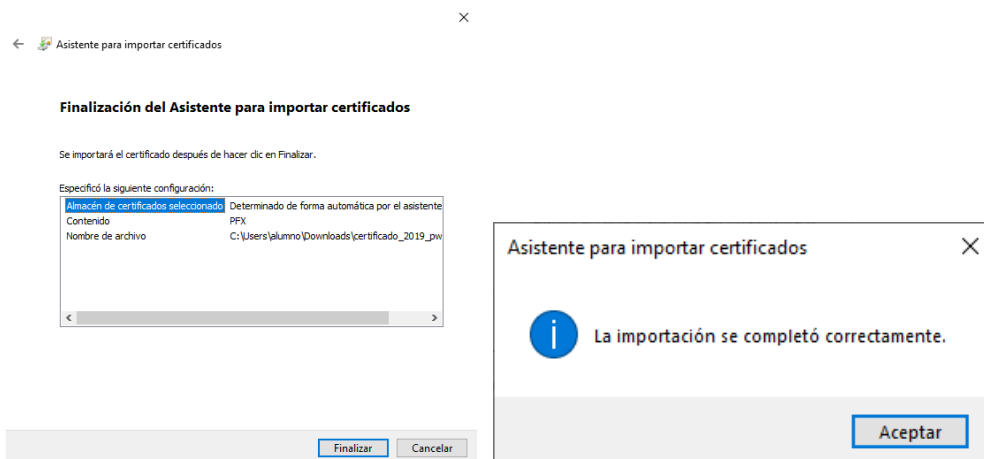 Asistente para importar certificados
Finalización del Asistente para importar certificados
Se importará el certificado después de hacer clic en Finalizar.
Especificó la siguiente configuración:
Almacén de certificados seleccionado Determinado de forma automática por el asistente
Contenido PFX
Nombre de archivo C:\Users\alumno\Downloads\certificado_2019_pw
Finalizar Cancelar
Asistente para importar certificados
La importación se completó correctamente.
Aceptar